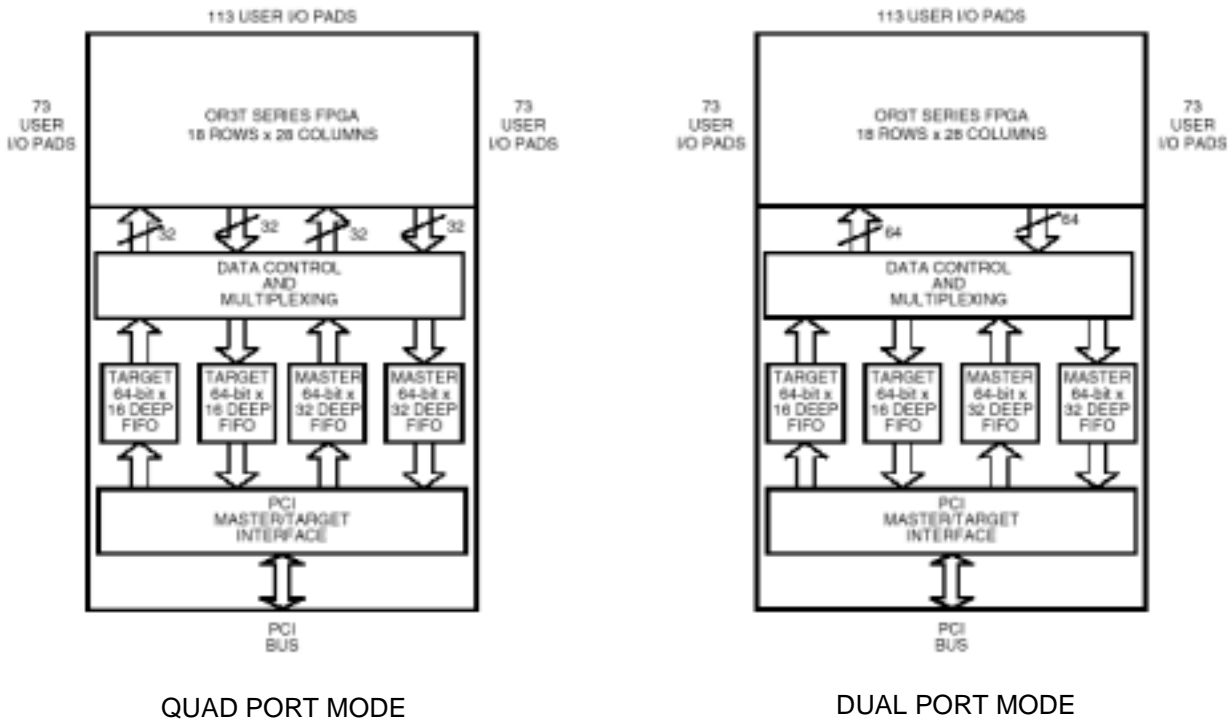 113 USER I/O PADS
73
USER
I/O PADS
OR3T SERIES FPGA
18 ROWS x 28 COLUMNS
73
USER
I/O PADS
32
32
32
32
DATA CONTROL
AND
MULTIPLEXING
TARGET
64-bit x
16 DEEP
FIFO
TARGET
64-bit x
16 DEEP
FIFO
MASTER
64-bit x
32 DEEP
FIFO
MASTER
64-bit x
32 DEEP
FIFO
PCI
MASTER/TARGET
INTERFACE
PCI
BUS
QUAD PORT MODE
113 USER I/O PADS
73
USER
I/O PADS
OR3T SERIES FPGA
18 ROWS x 28 COLUMNS
73
USER
I/O PADS
64
64
DATA CONTROL
AND
MULTIPLEXING
TARGET
64-bit x
16 DEEP
FIFO
TARGET
64-bit x
16 DEEP
FIFO
MASTER
64-bit x
32 DEEP
FIFO
MASTER
64-bit x
32 DEEP
FIFO
PCI
MASTER/TARGET
INTERFACE
PCI
BUS
DUAL PORT MODE